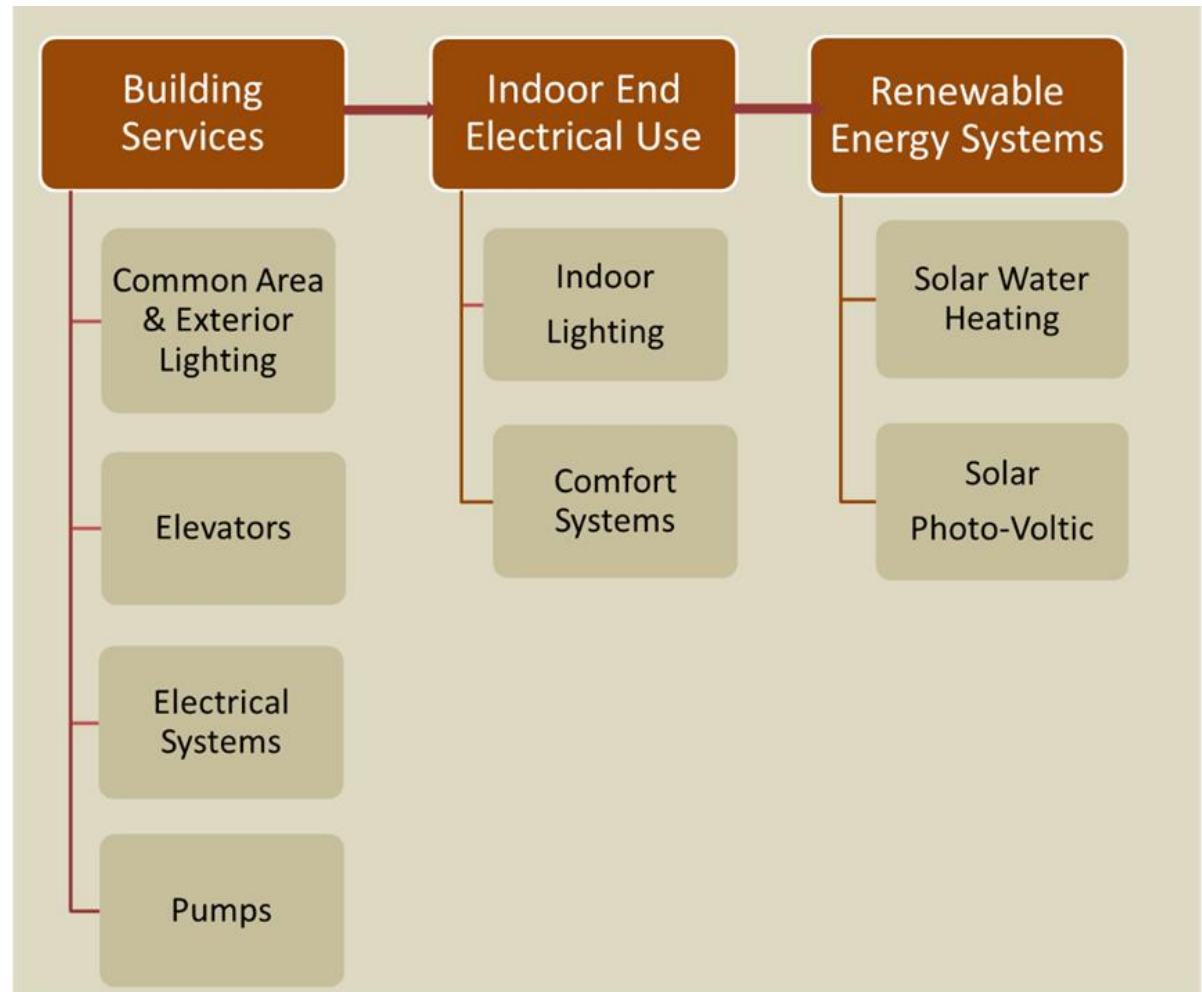 Building
Services
Common Area
& Exterior
Lighting
Elevators
Electrical
Systems
Pumps
Indoor End
Electrical Use
Indoor
Lighting
Comfort
Systems
Renewable
Energy Systems
Solar Water
Heating
Solar
Photo-Voltic